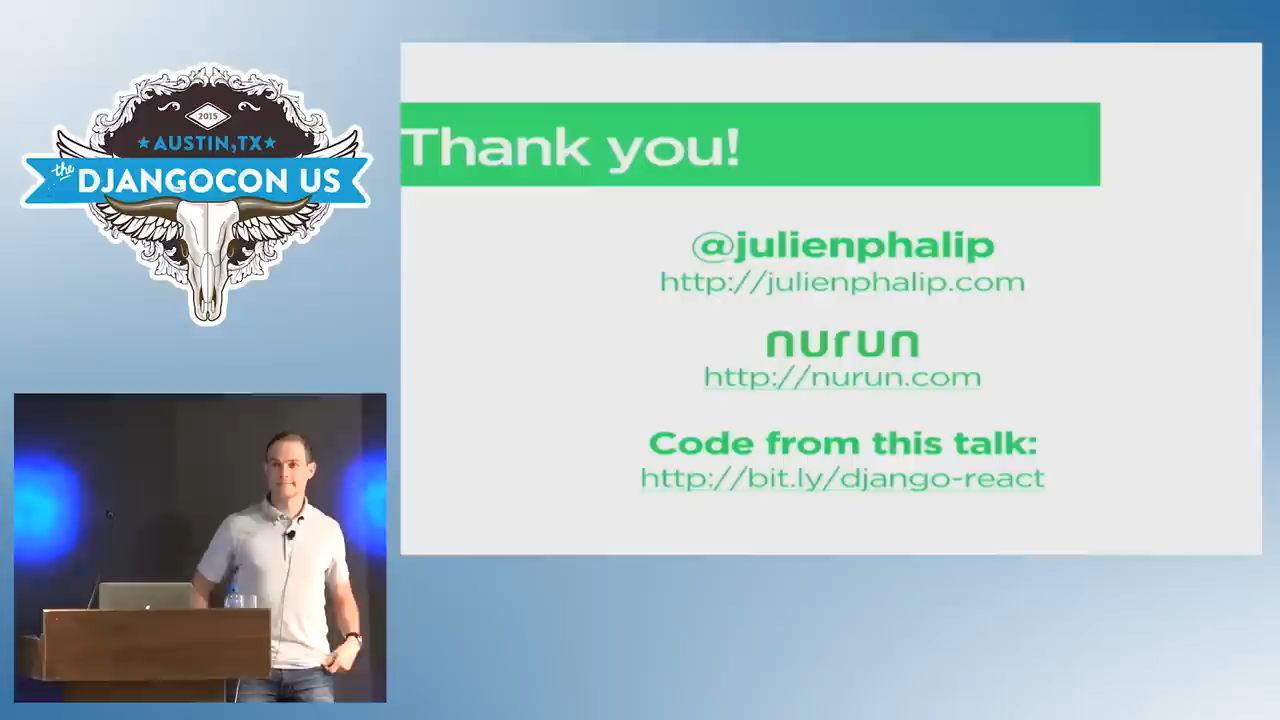 2015
AUSTIN, TX
the
DJANGOCON US
Thank you!
@julienphalip
http://julienphalip.com
nurun
http://nurun.com
Code from this talk:
http://bit.ly/django-react